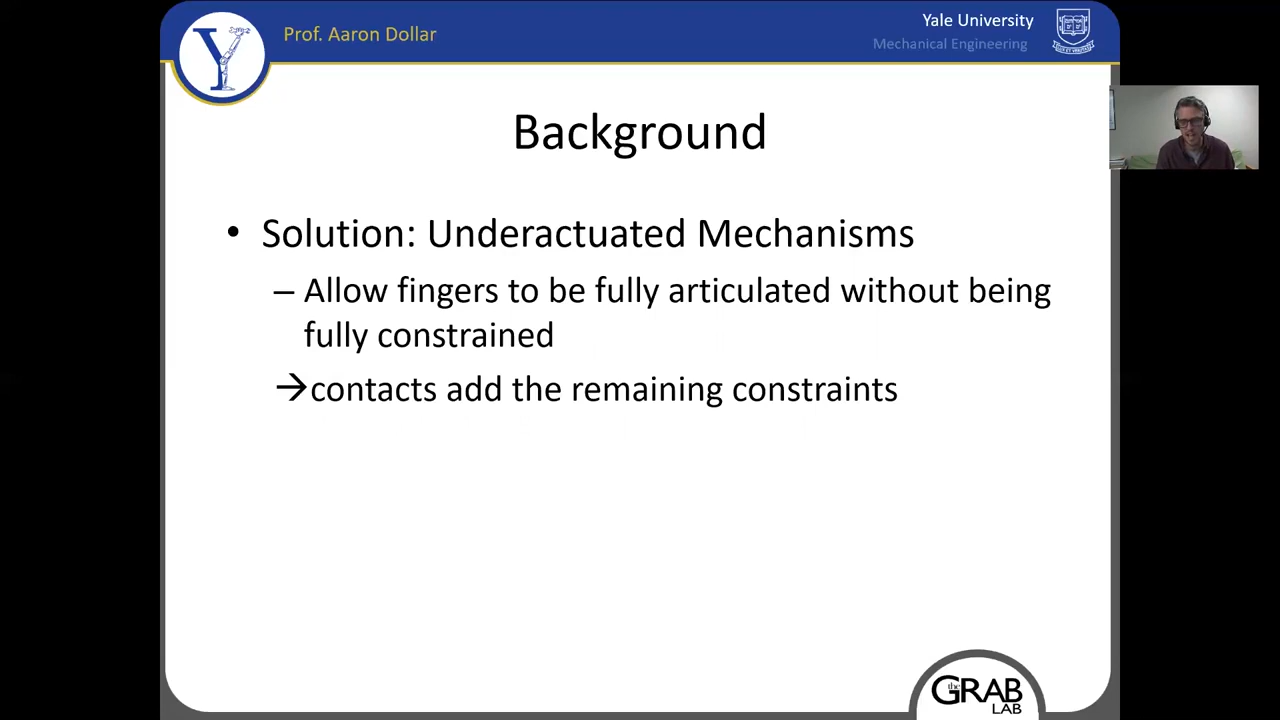 Prof. Aaron Dollar
Yale University
Mechanical Engineering
Background
• Solution: Underactuated Mechanisms
– Allow fingers to be fully articulated without being
fully constrained
→contacts add the remaining constraints
the GRAB
LAB